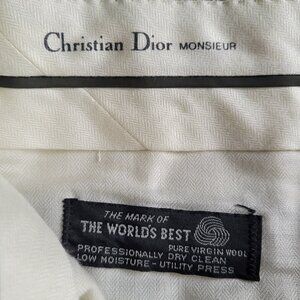 Christian Dior MONSIEUR
THE MARK OF
THE WORLD'S BEST
PURE VIRGIN WOOL
PROFESSIONALLY DRY CLEAN
LOW MOISTURE - UTILITY PRESS